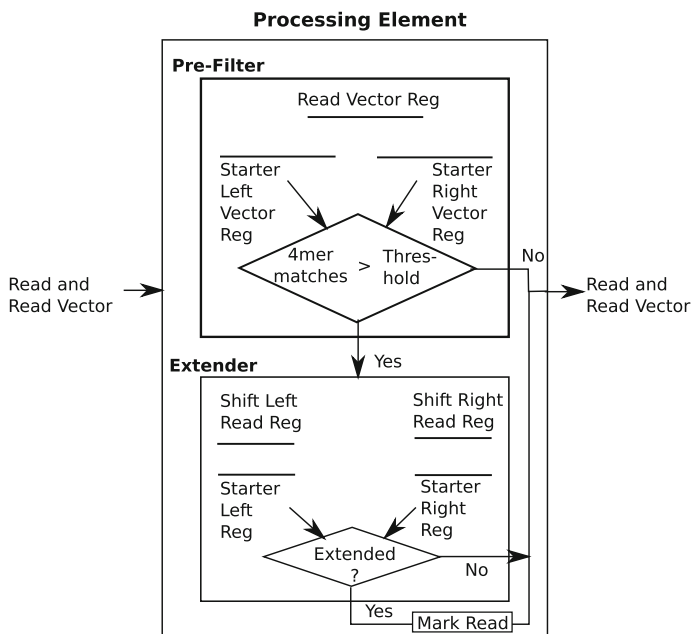 Processing Element
Pre-Filter
Read Vector Reg
Starter
Left
Vector
Reg
Starter
Right
Vector
Reg
4mer
matches
>
Thres-
hold
No
Read and
Read Vector
Read and
Read Vector
Yes
Extender
Shift Left
Read Reg
Shift Right
Read Reg
Starter
Left
Reg
Starter
Right
Reg
Extended
?
No
Yes
Mark Read